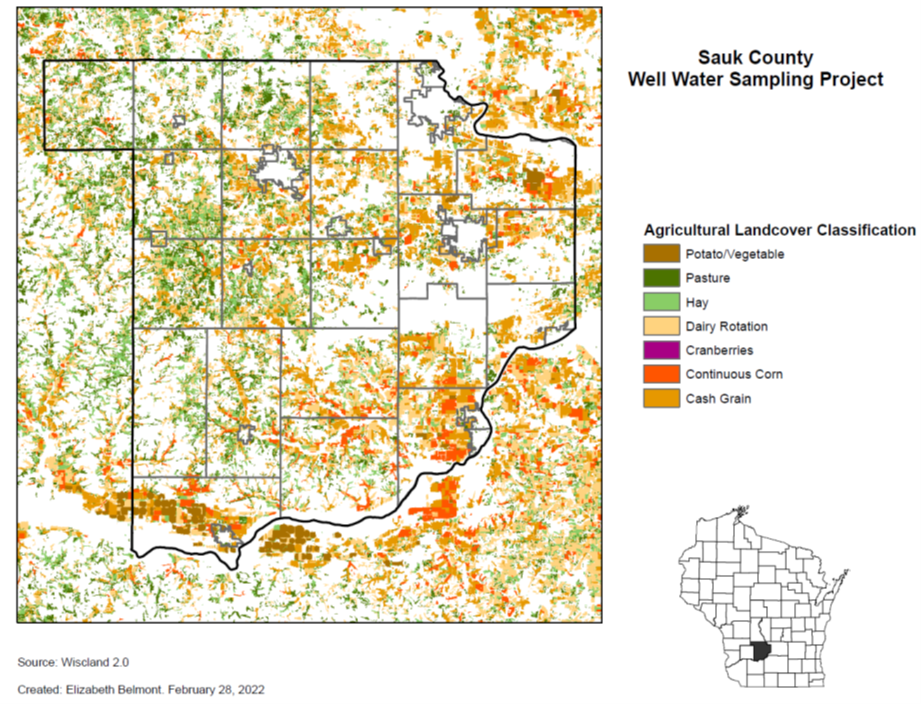 Sauk County
Well Water Sampling Project
Agricultural Landcover Classification
Potato/Vegetable
Pasture
Hay
Dairy Rotation
Cranberries
Continuous Corn
Cash Grain
Source: Wiscland 2.0
Created: Elizabeth Belmont. February 28, 2022